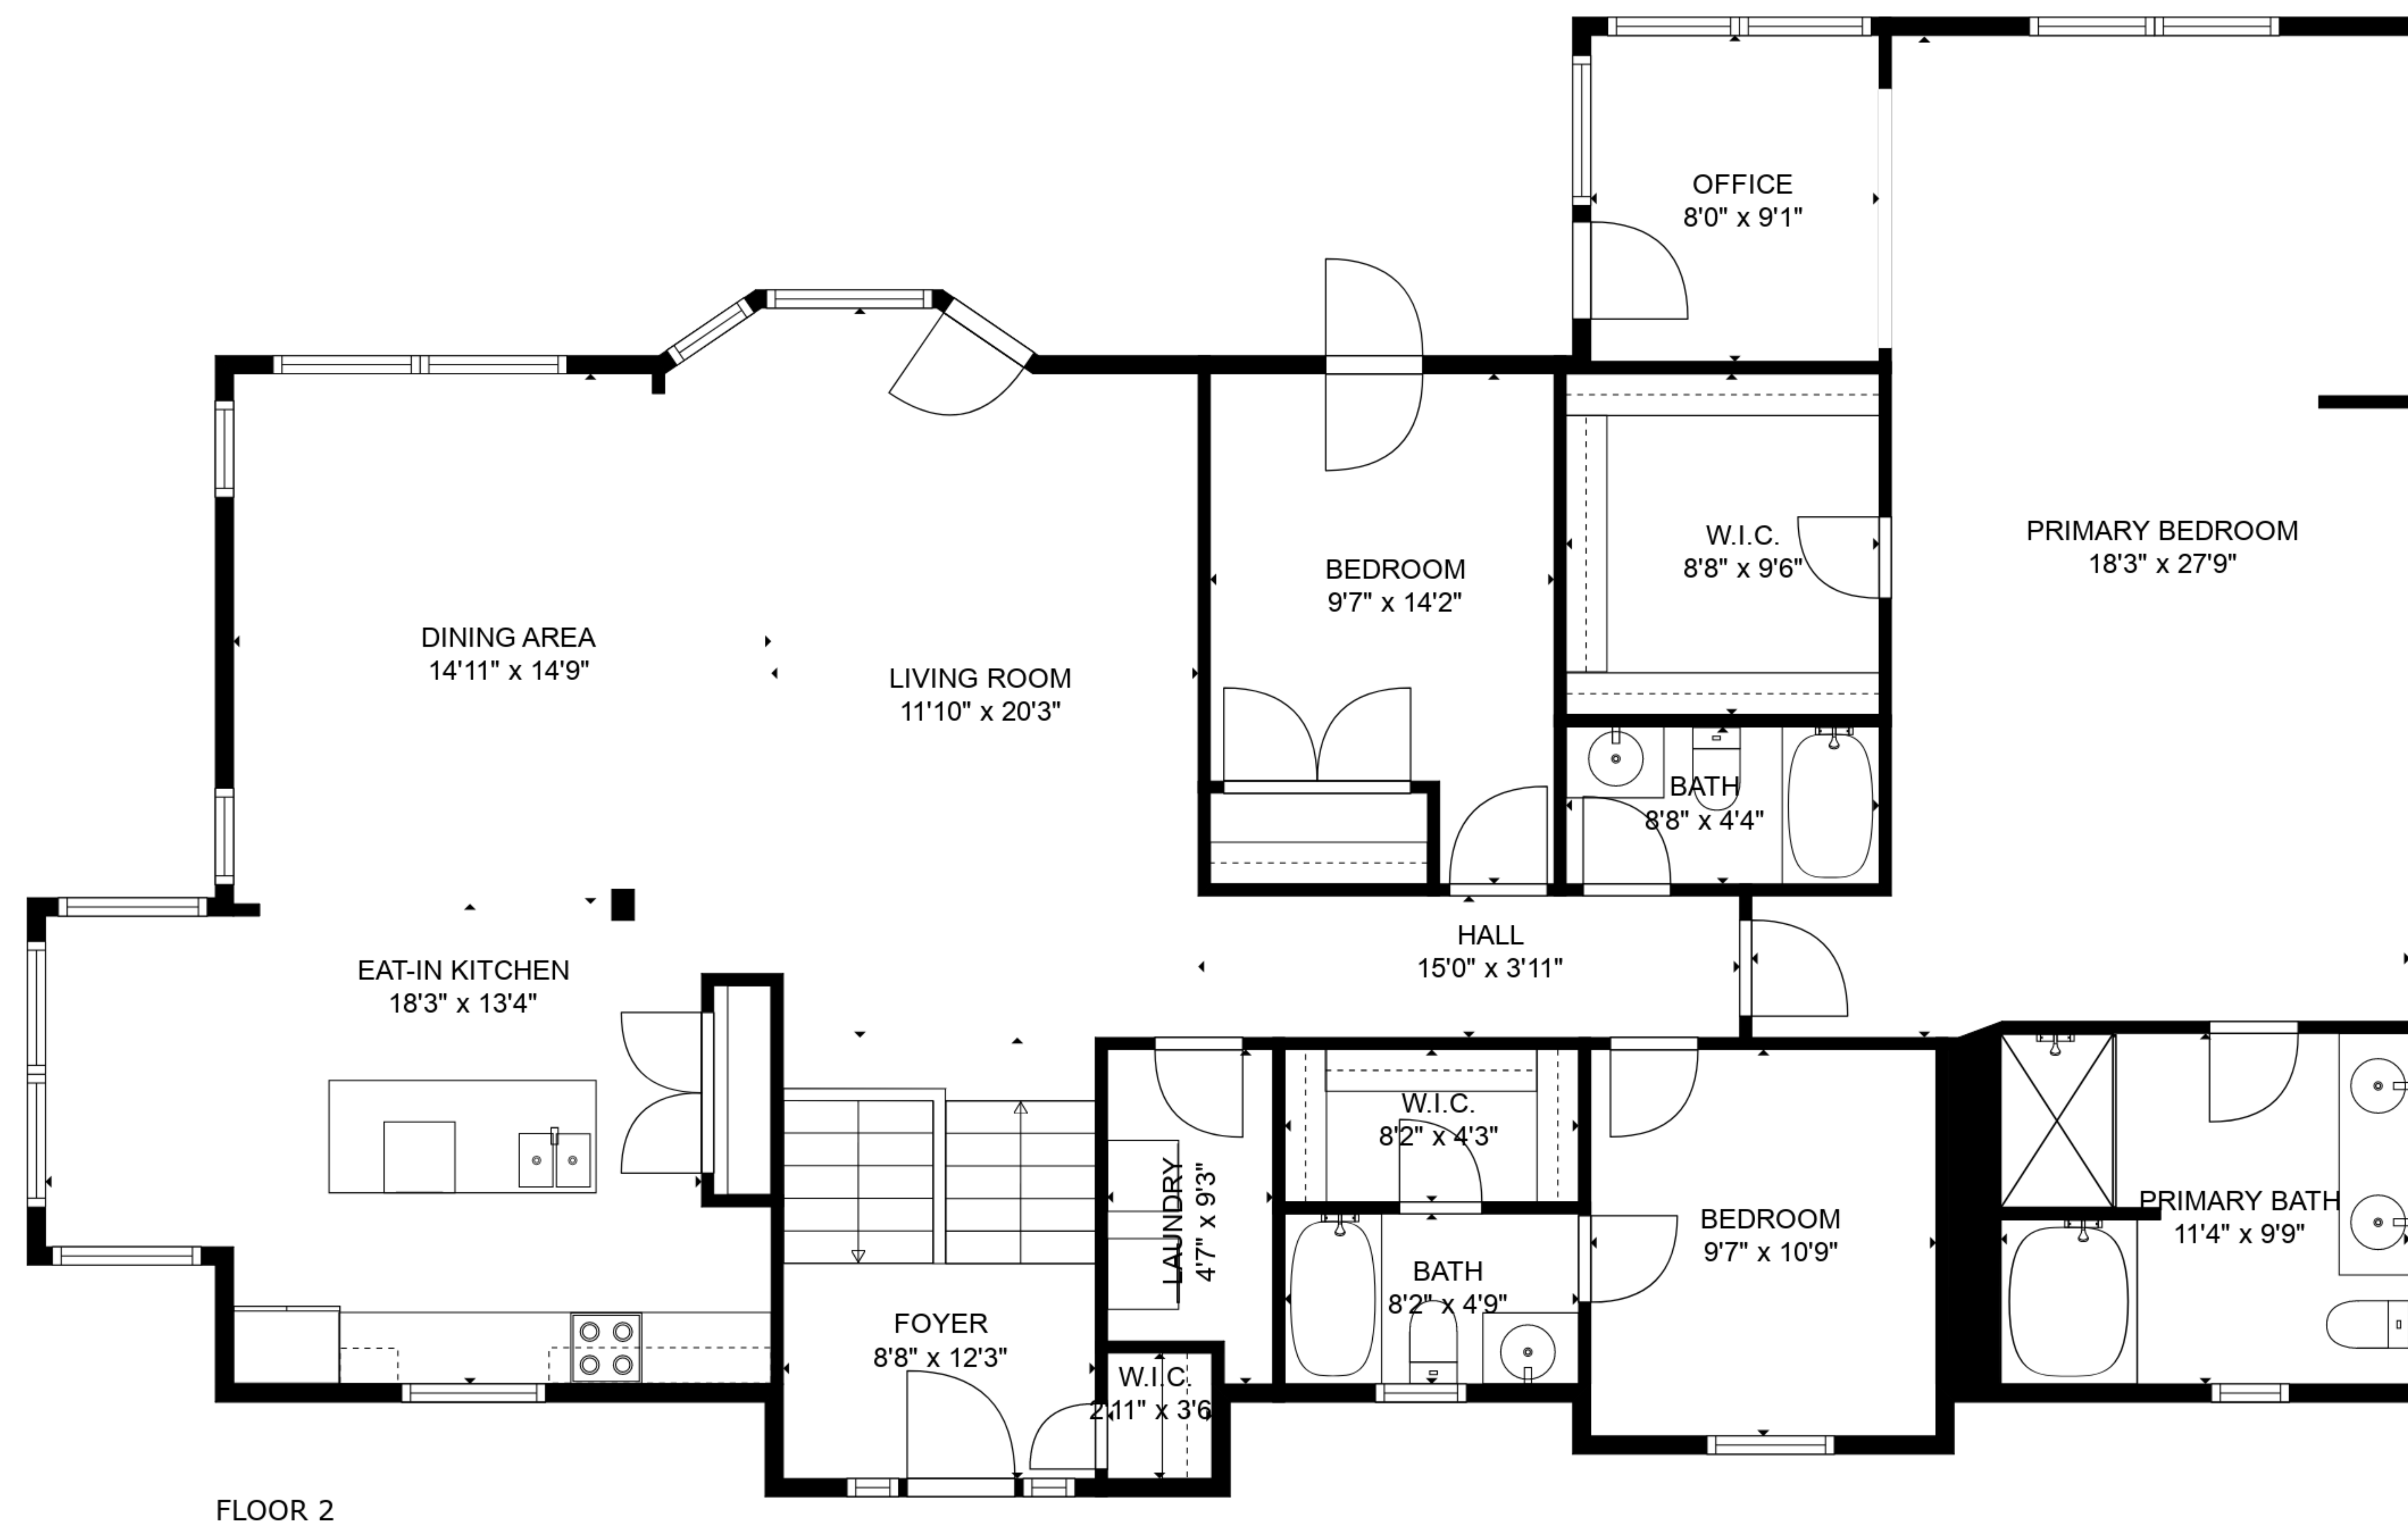 OFFICE
8'0" x 9'1"
PRIMARY BEDROOM
18'3" x 27'9"
W.I.C.
8'8" x 9'6"
BEDROOM
9'7" x 14'2"
DINING AREA
14'11" x 14'9"
LIVING ROOM
11'10" x 20'3"
BATH
8'8" x 4'4"
HALL
15'0" x 3'11"
EAT-IN KITCHEN
18'3" x 13'4"
W.I.C.
8'2" x 4'3"
LAUNDRY
4'7" x 9'3"
PRIMARY BATH
11'4" x 9'9"
BEDROOM
9'7" x 10'9"
BATH
8'2" x 4'9"
FOYER
8'8" x 12'3"
W.I.C.
2'11" x 3'6
FLOOR 2